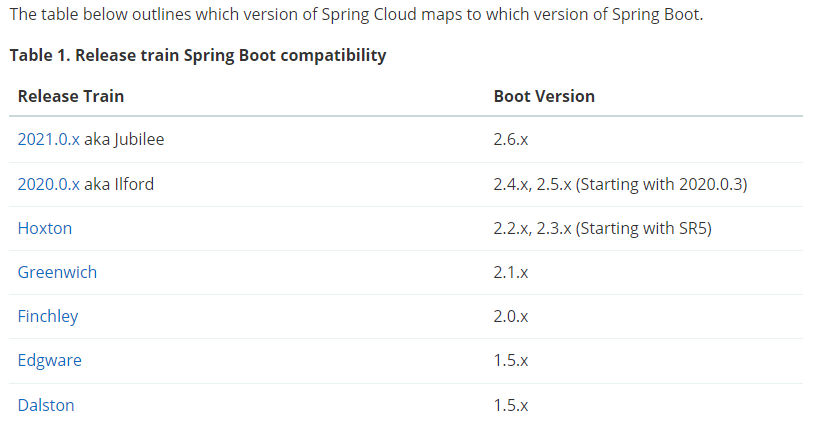 The table below outlines which version of Spring Cloud maps to which version of Spring Boot.
Table 1. Release train Spring Boot compatibility
Release Train Boot Version
2021.0.x aka Jubilee 2.6.x
2020.0.x aka Ilford 2.4.x, 2.5.x (Starting with 2020.0.3)
Hoxton 2.2.x, 2.3.x (Starting with SR5)
Greenwich 2.1.x
Finchley 2.0.x
Edgware 1.5.x
Dalston 1.5.x